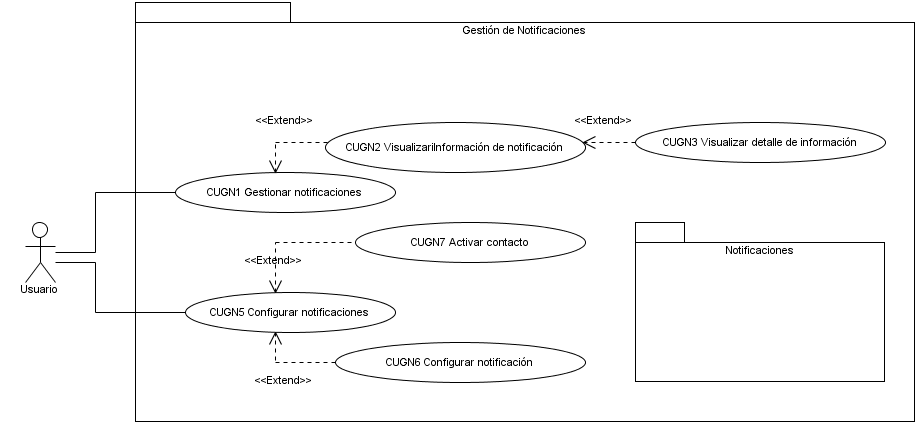 Gestión de Notificaciones
<<Extend>>
<<Extend>>
CUGN2 VisualizariInformación de notificación
CUGN3 Visualizar detalle de información
CUGN1 Gestionar notificaciones
CUGN7 Activar contacto
Notificaciones
<<Extend>>
Usuario
CUGN5 Configurar notificaciones
CUGN6 Configurar notificación
<<Extend>>